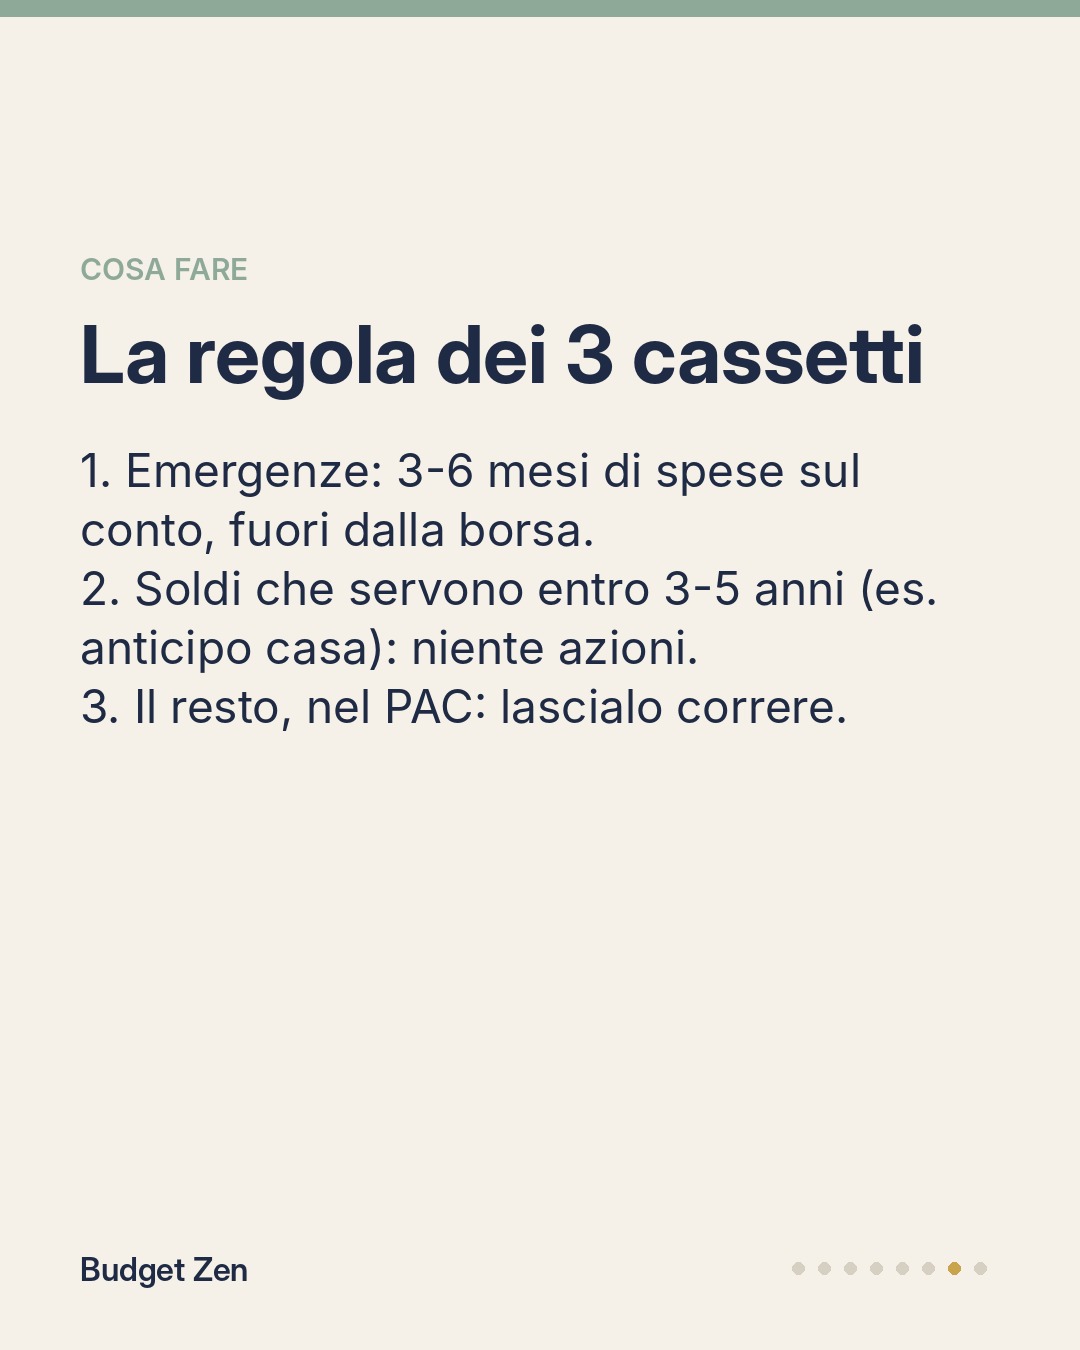 COSA FARE
La regola dei 3 cassetti
1. Emergenze: 3-6 mesi di spese sul
conto, fuori dalla borsa.
2. Soldi che servono entro 3-5 anni (es.
anticipo casa): niente azioni.
3. Il resto, nel PAC: lascialo correre.
Budget Zen